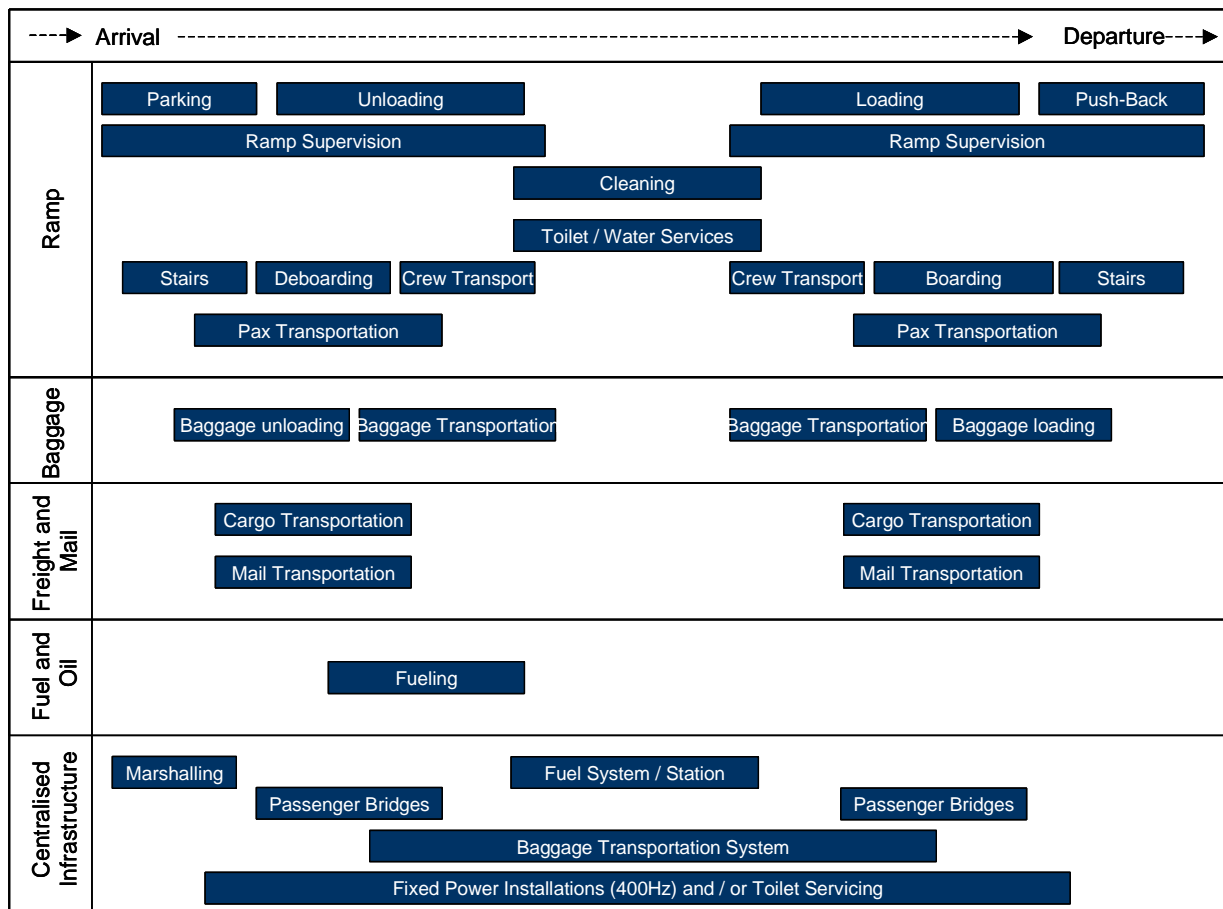 Arrival
Departure
Ramp
Parking
Unloading
Loading
Push-Back
Ramp Supervision
Ramp Supervision
Cleaning
Toilet / Water Services
Stairs
Deboarding
Crew Transport
Crew Transport
Boarding
Stairs
Pax Transportation
Pax Transportation
Baggage
Baggage unloading
Baggage Transportation
Baggage Transportation
Baggage loading
Freight and
Mail
Cargo Transportation
Cargo Transportation
Mail Transportation
Mail Transportation
Fuel and
Oil
Fueling
Centralised
Infrastructure
Marshalling
Fuel System / Station
Passenger Bridges
Passenger Bridges
Baggage Transportation System
Fixed Power Installations (400Hz) and / or Toilet Servicing